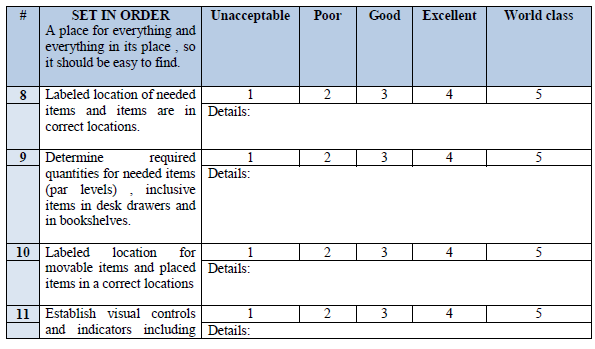 # SET IN ORDER Unacceptable Poor Good Excellent World class
A place for everything and
everything in its place , so
it should be easy to find.
8 Labeled location of needed 1 2 3 4 5
items and items are in Details:
correct locations.
9 Determine required 1 2 3 4 5
quantities for needed items Details:
(par levels) , inclusive
items in desk drawers and
in bookshelves.
10 Labeled location for 1 2 3 4 5
movable items and placed Details:
items in a correct locations
11 Establish visual controls 1 2 3 4 5
and indicators including Details: